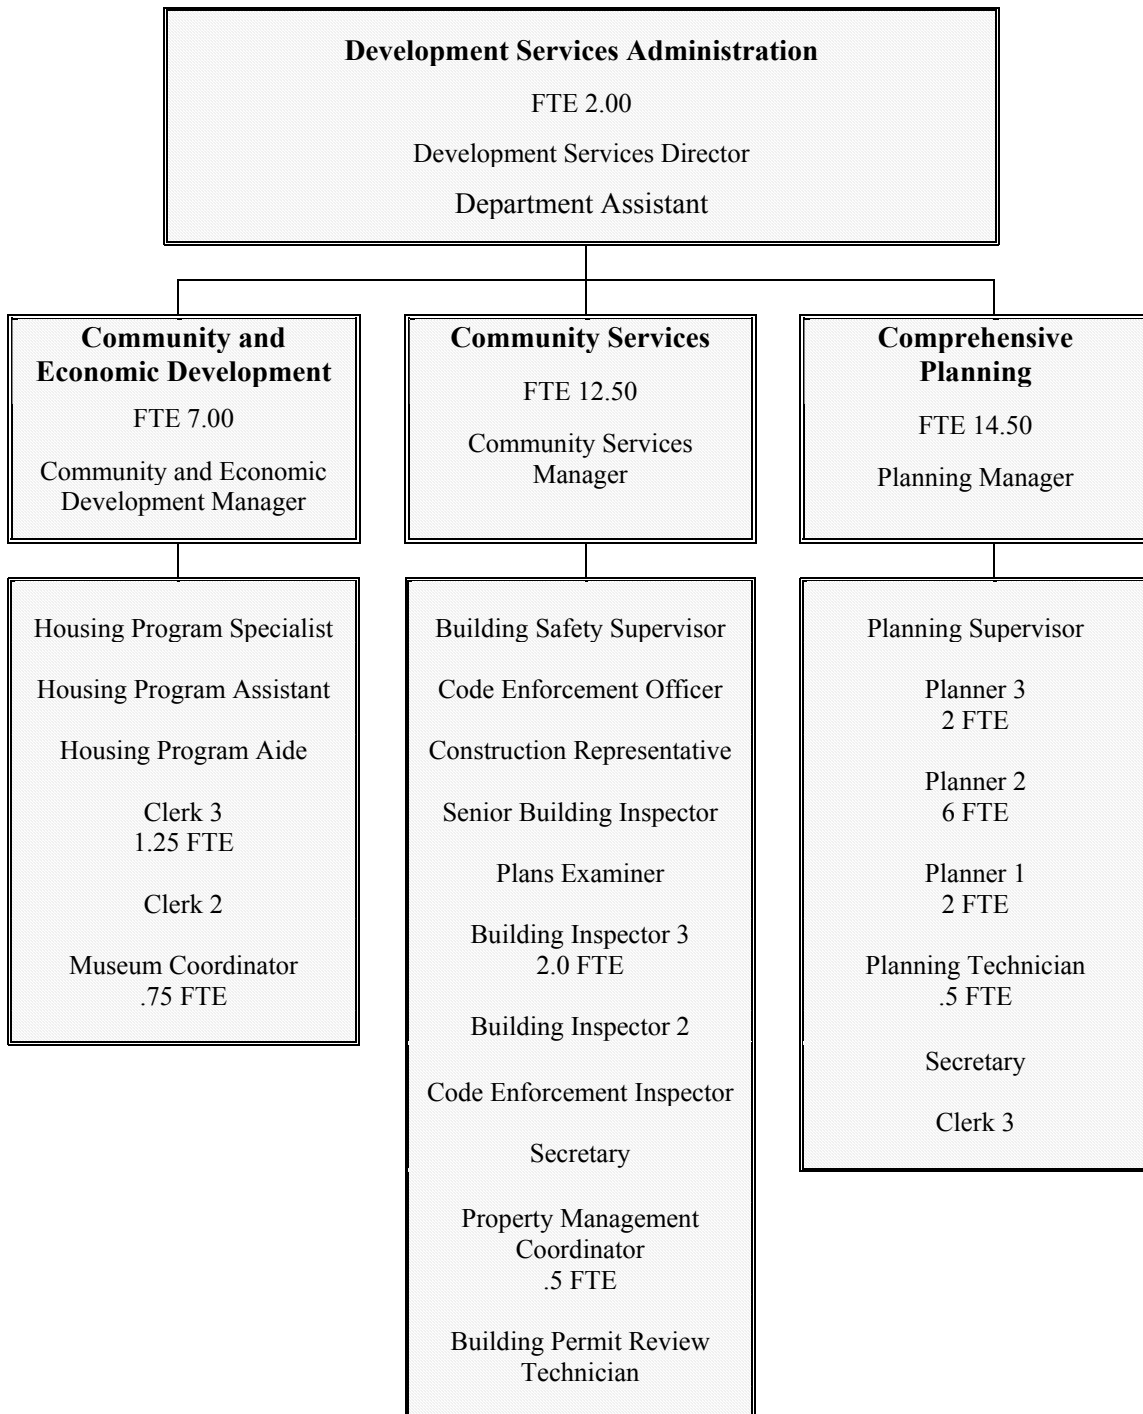 Development Services Administration
FTE 2.00
Development Services Director
Department Assistant
Community and
Economic Development
FTE 7.00
Community and Economic
Development Manager
Community Services
FTE 12.50
Community Services
Manager
Comprehensive
Planning
FTE 14.50
Planning Manager
Housing Program Specialist
Housing Program Assistant
Housing Program Aide
Clerk 3
1.25 FTE
Clerk 2
Museum Coordinator
.75 FTE
Building Safety Supervisor
Code Enforcement Officer
Construction Representative
Senior Building Inspector
Plans Examiner
Building Inspector 3
2.0 FTE
Building Inspector 2
Code Enforcement Inspector
Secretary
Property Management
Coordinator
.5 FTE
Building Permit Review
Technician
Planning Supervisor
Planner 3
2 FTE
Planner 2
6 FTE
Planner 1
2 FTE
Planning Technician
.5 FTE
Secretary
Clerk 3